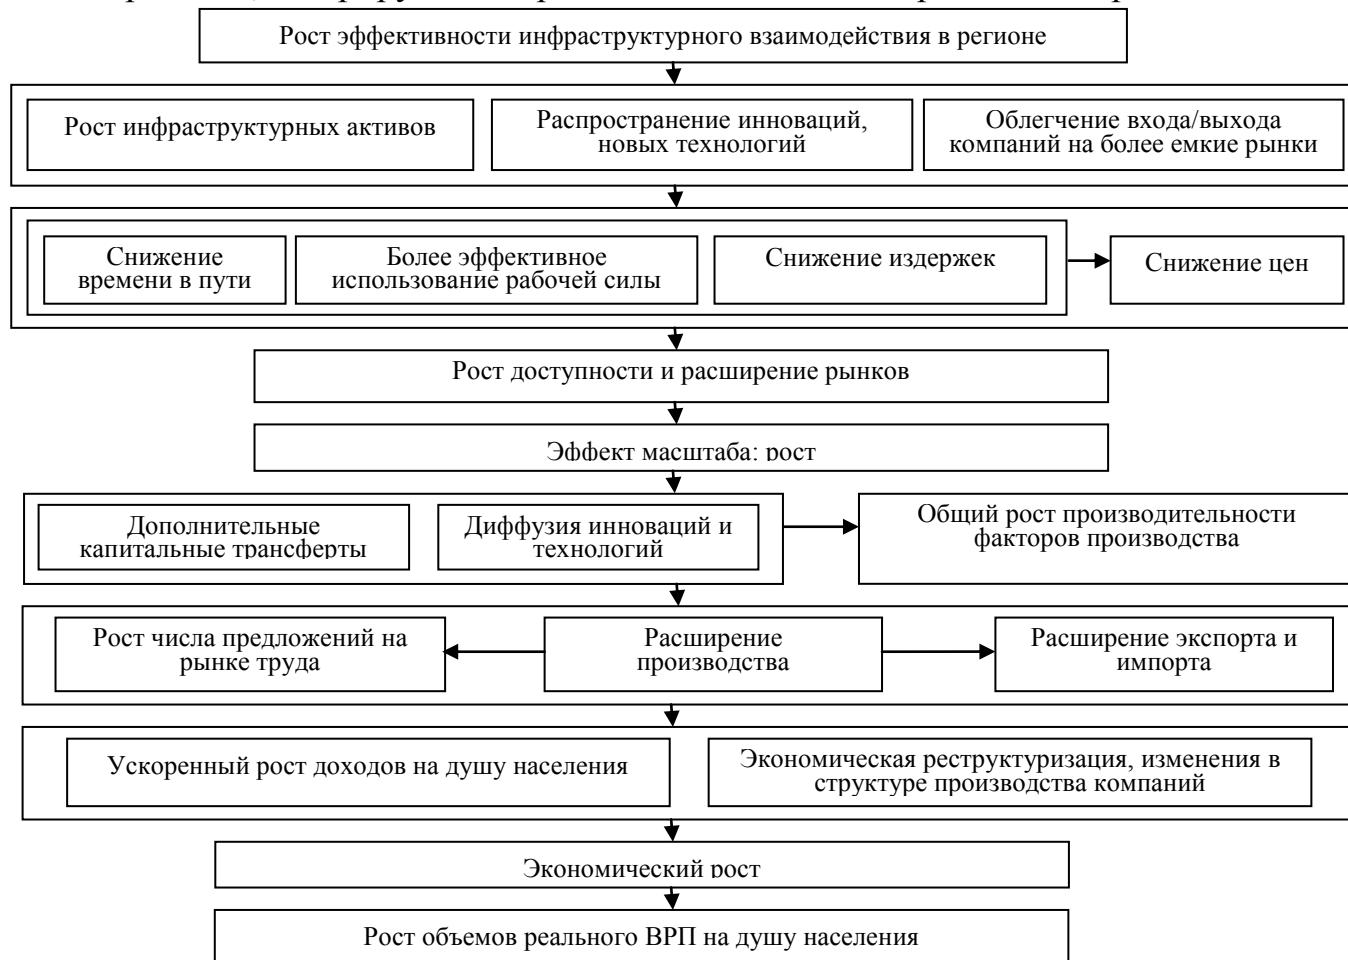 Рост эффективности инфраструктурного взаимодействия в регионе
Рост инфраструктурных активов
Распространение инноваций,
новых технологий
Облегчение входа/выхода
компаний на более емкие рынки
Снижение
времени в пути
Более эффективное
использование рабочей силы
Снижение издержек
Снижение цен
Рост доступности и расширение рынков
Эффект масштаба: рост
Дополнительные
капитальные трансферты
Диффузия инноваций и
технологий
Общий рост производительности
факторов производства
Рост числа предложений на
рынке труда
Расширение
производства
Расширение экспорта и
импорта
Ускоренный рост доходов на душу населения
Экономическая реструктуризация, изменения в
структуре производства компаний
Экономический рост
Рост объемов реального ВРП на душу населения